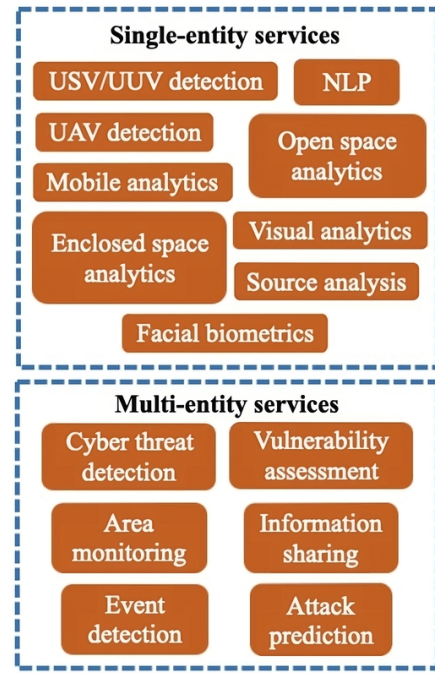 Single-entity services
USV/UUV detection
NLP
UAV detection
Open space
analytics
Mobile analytics
Enclosed space
analytics
Visual analytics
Source analysis
Facial biometrics
Multi-entity services
Cyber threat
detection
Vulnerability
assessment
Area
monitoring
Information
sharing
Event
detection
Attack
prediction